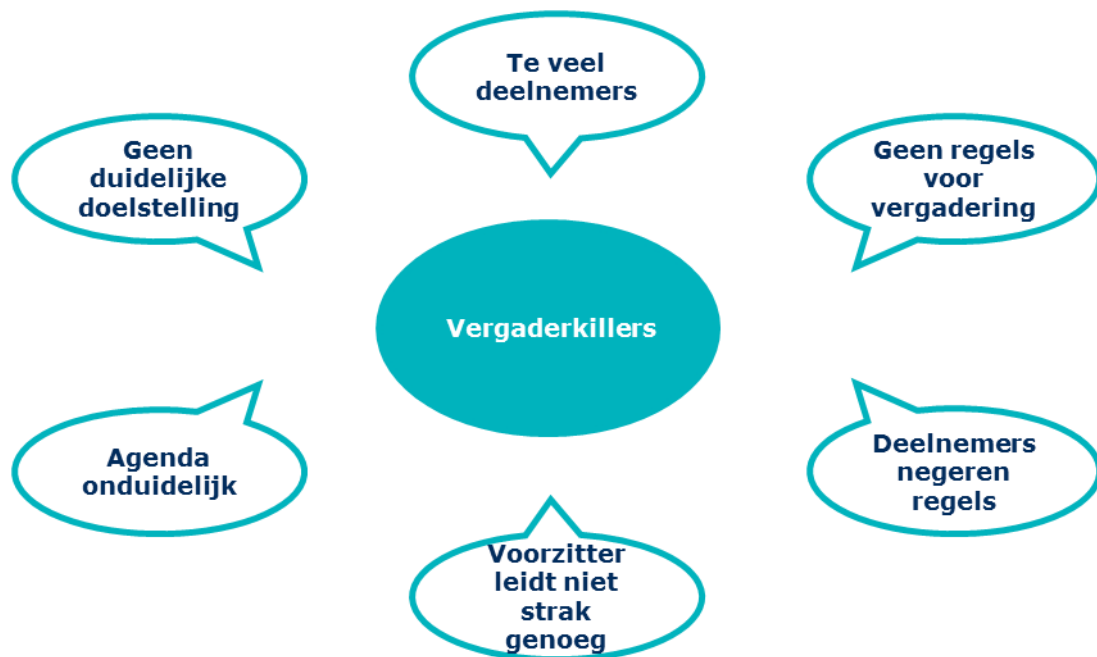 Te veel
deelnemers
Geen
duidelijke
doelstelling
Geen regels
voor
vergadering
Vergaderkillers
Agenda
onduidelijk
Deelnemers
negeren
regels
Voorzitter
leidt niet
strak
genoeg